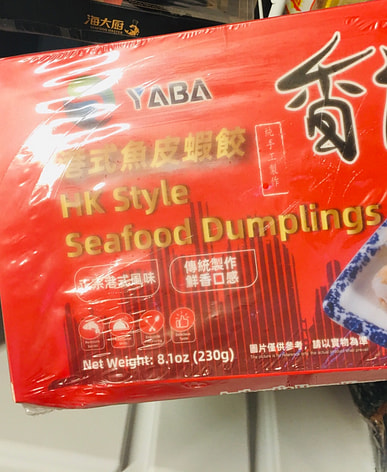 海大厨
YABA
香
港式魚皮蝦餃
純手工製作
HK Style
Seafood Dumplings
正宗港式風味
傳統製作
鮮香口感
Net Weight: 8.1oz (230g)
圖片僅供參考，請以實物為準